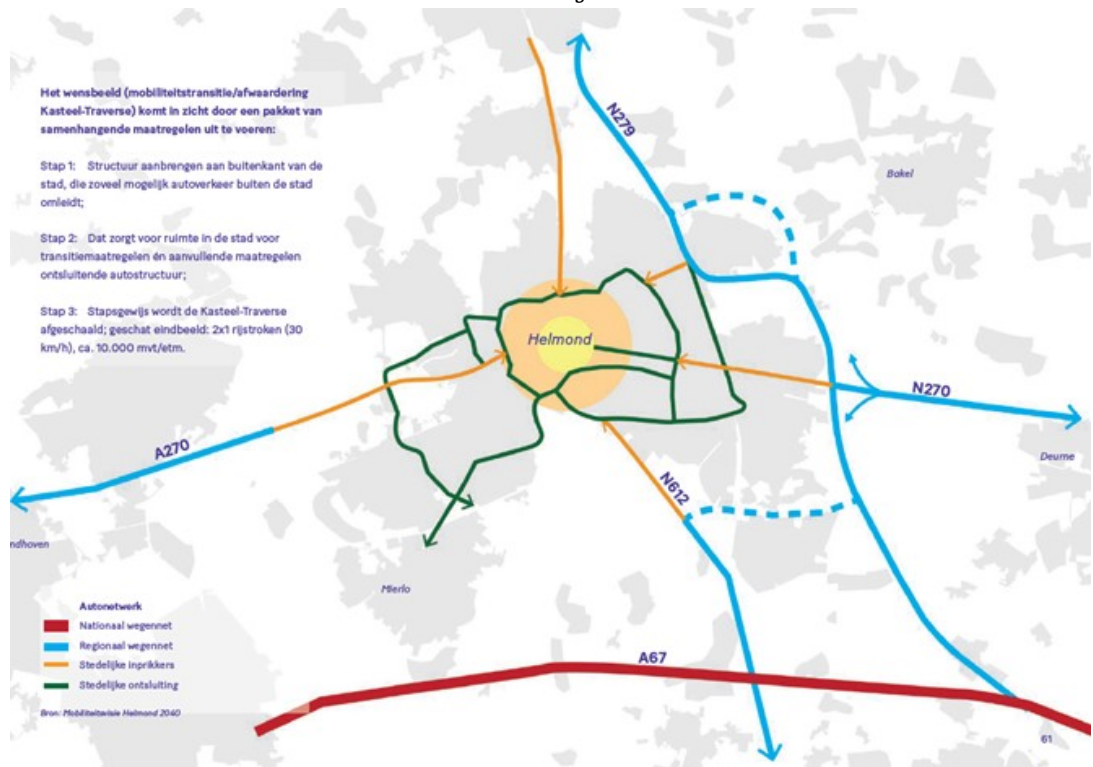 Het wensbeeld (mobiliteitstransitie/afwaardering
Kasteel-Traverse) komt in zicht door een pakket van
samenhangende maatregelen uit te voeren:
Stap 1: Structuur aanbrengen aan buitenkant van de
stad, die zoveel mogelijk autoverkeer buiten de stad
omleidt;
Stap 2: Dat zorgt voor ruimte in de stad voor
transitiemaatregelen én aanvullende maatregelen
ontsluitende autostructuur;
Stap 3: Stapsgewijs wordt de Kasteel-Traverse
afgeschaald; geschat eindbeeld: 2x1 rijstroken (30
km/h), ca. 10.000 mvt/etm.
N279
Bakel
Helmond
N270
Deurne
A270
N612
ndhoven
Mierlo
A67
Autonetwerk
Nationaal wegennet
Regionaal wegennet
Stedelijke inprikkers
Stedelijke ontsluiting
Bron: Mobiliteitsvisie Helmond 2040
61